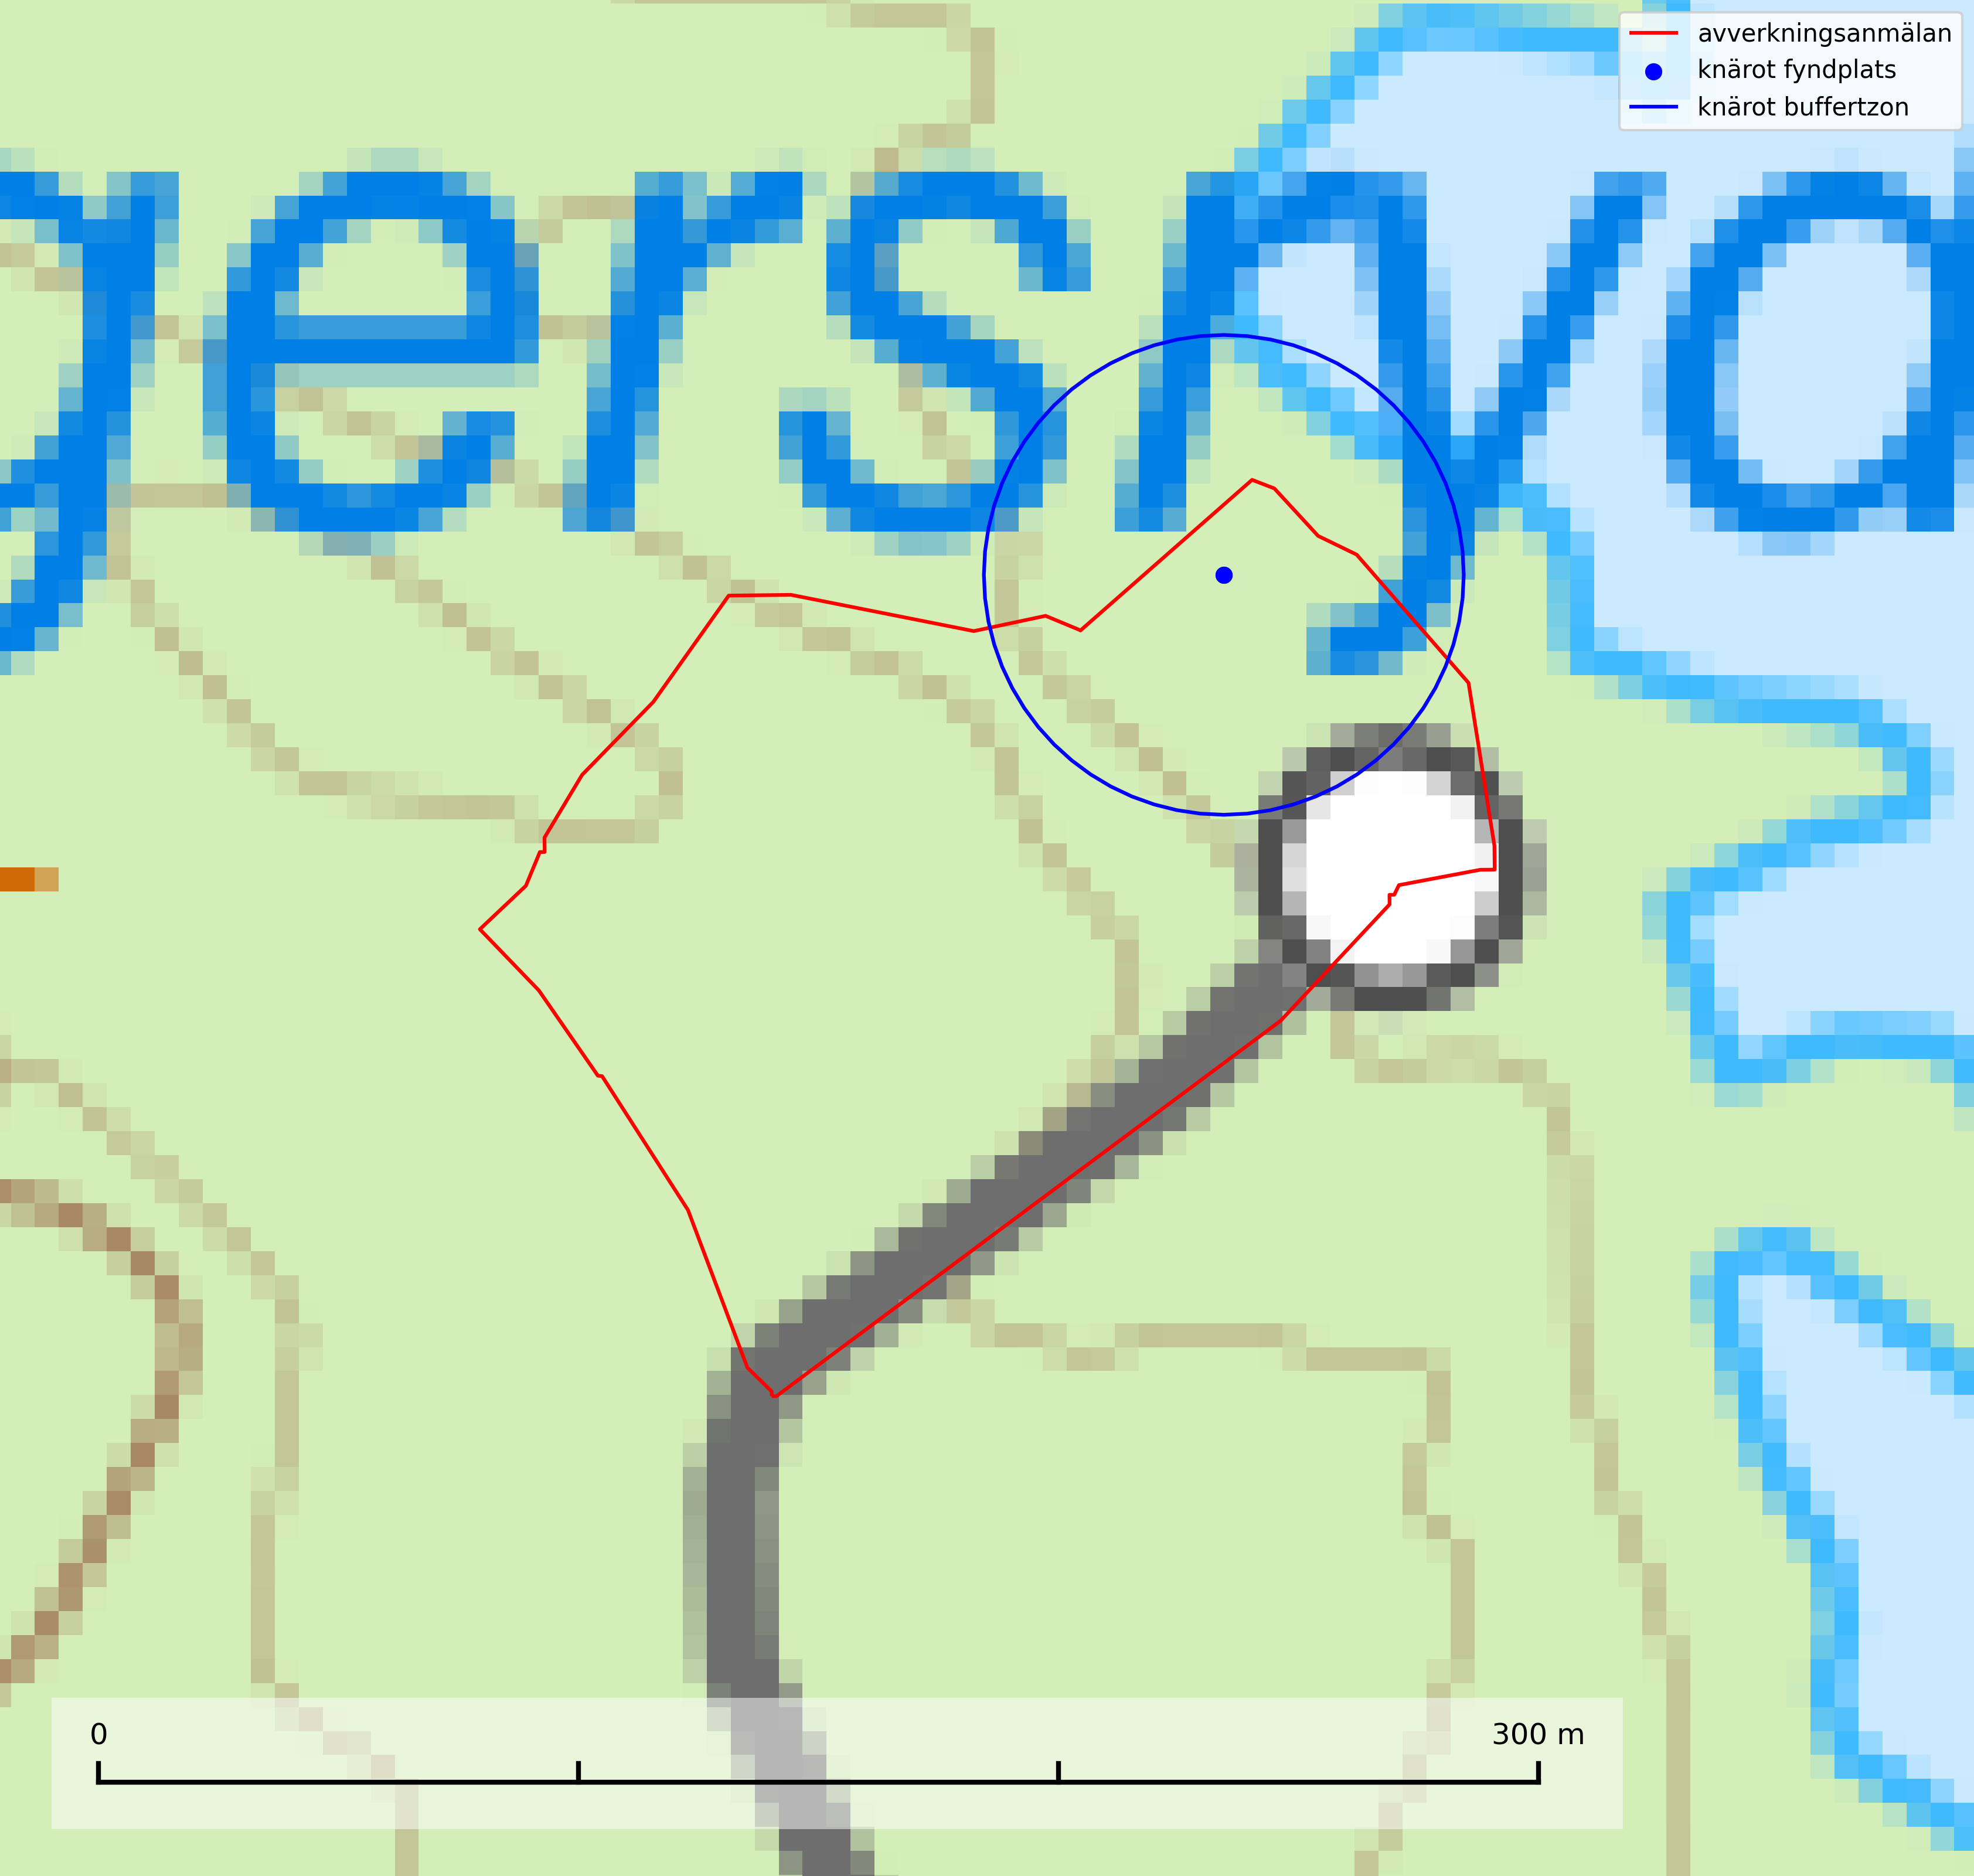 avverkningsanmälan
knärot fyndplats
knärot buffertzon
0 300 m